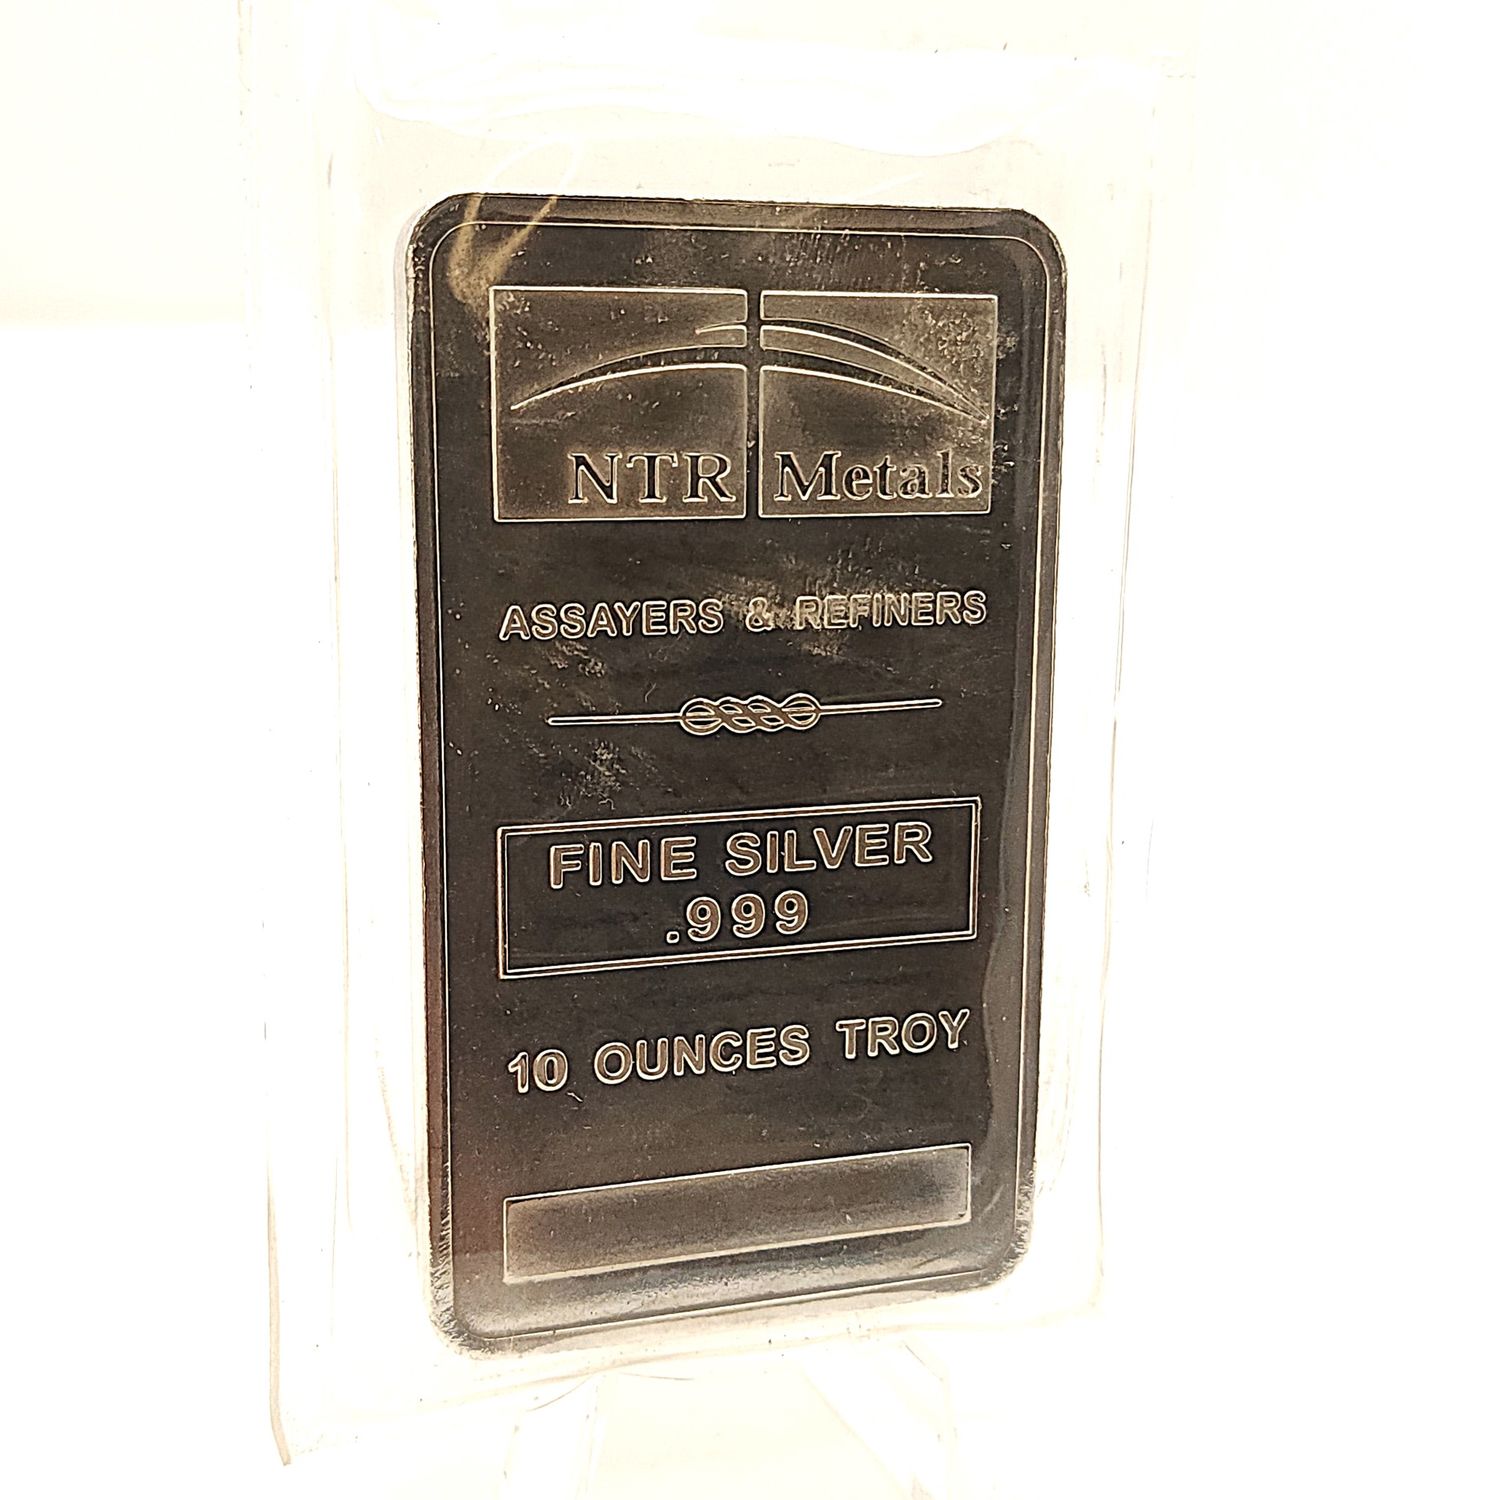 NTR Metals
ASSAYERS & REFINERS
FINE SILVER
.999
10 OUNCES TROY